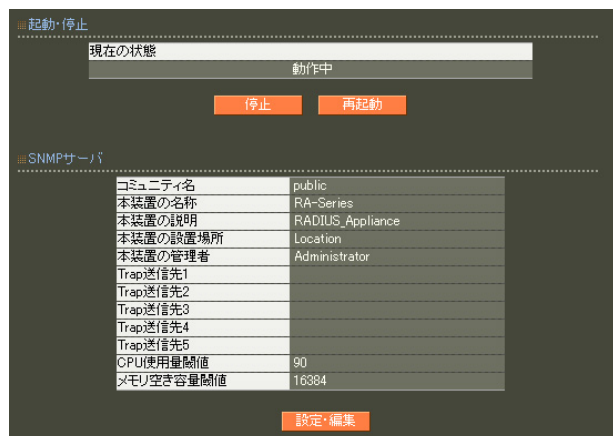 起動・停止
現在の状態
動作中
停止 再起動
SNMPサーバ
コミュニティ名 public
本装置の名称 RA-Series
本装置の説明 RADIUS_Appliance
本装置の設置場所 Location
本装置の管理者 Administrator
Trap送信先1
Trap送信先2
Trap送信先3
Trap送信先4
Trap送信先5
CPU使用量閾値 90
メモリ空き容量閾値 16384
設定・編集